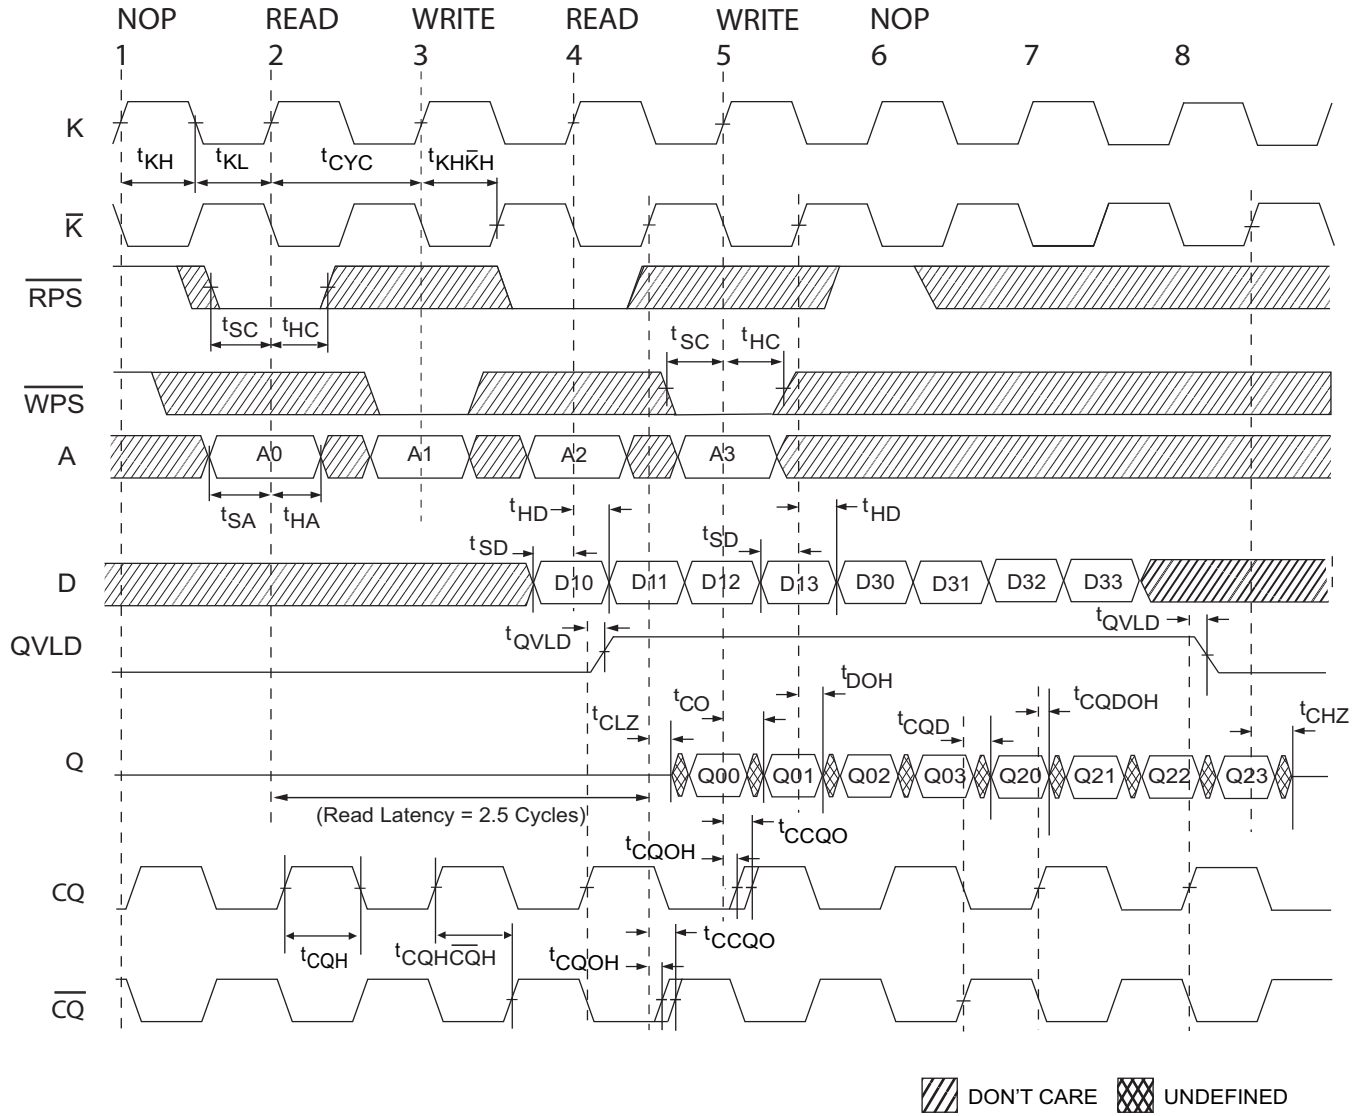 NOP READ WRITE READ WRITE NOP
1 2 3 4 5 6 7 8
K
tKH tKL tCYC tKHK̅H
K̅
R̅P̅S̅
tSC tHC
tSC tHC
W̅P̅S̅
A A0 A1 A2 A3
tSA tHA
tHD tHD
tSD tSD
D D10 D11 D12 D13 D30 D31 D32 D33
QVLD tQVLD tQVLD
tCLZ tCO tDOH tCQD tCQDOH tCHZ
Q Q00 Q01 Q02 Q03 Q20 Q21 Q22 Q23
(Read Latency = 2.5 Cycles)
tCQOH tCCQO
CQ
tCQH tCQHC̅Q̅H tCQOH tCCQO
C̅Q̅
DON'T CARE UNDEFINED